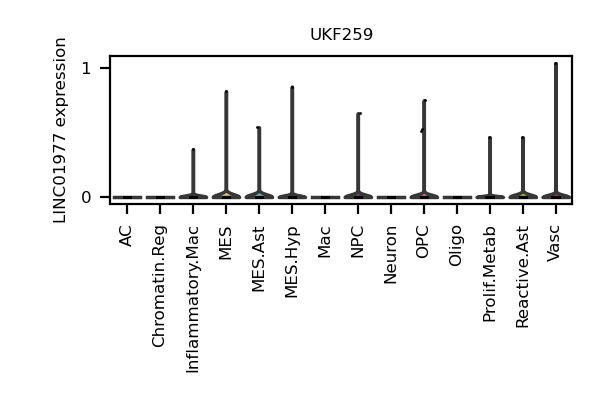 UKF259
LINC01977 expression
1
0
AC
Chromatin.Reg
Inflammatory.Mac
MES
MES.Ast
MES.Hyp
Mac
NPC
Neuron
OPC
Oligo
Prolif.Metab
Reactive.Ast
Vasc